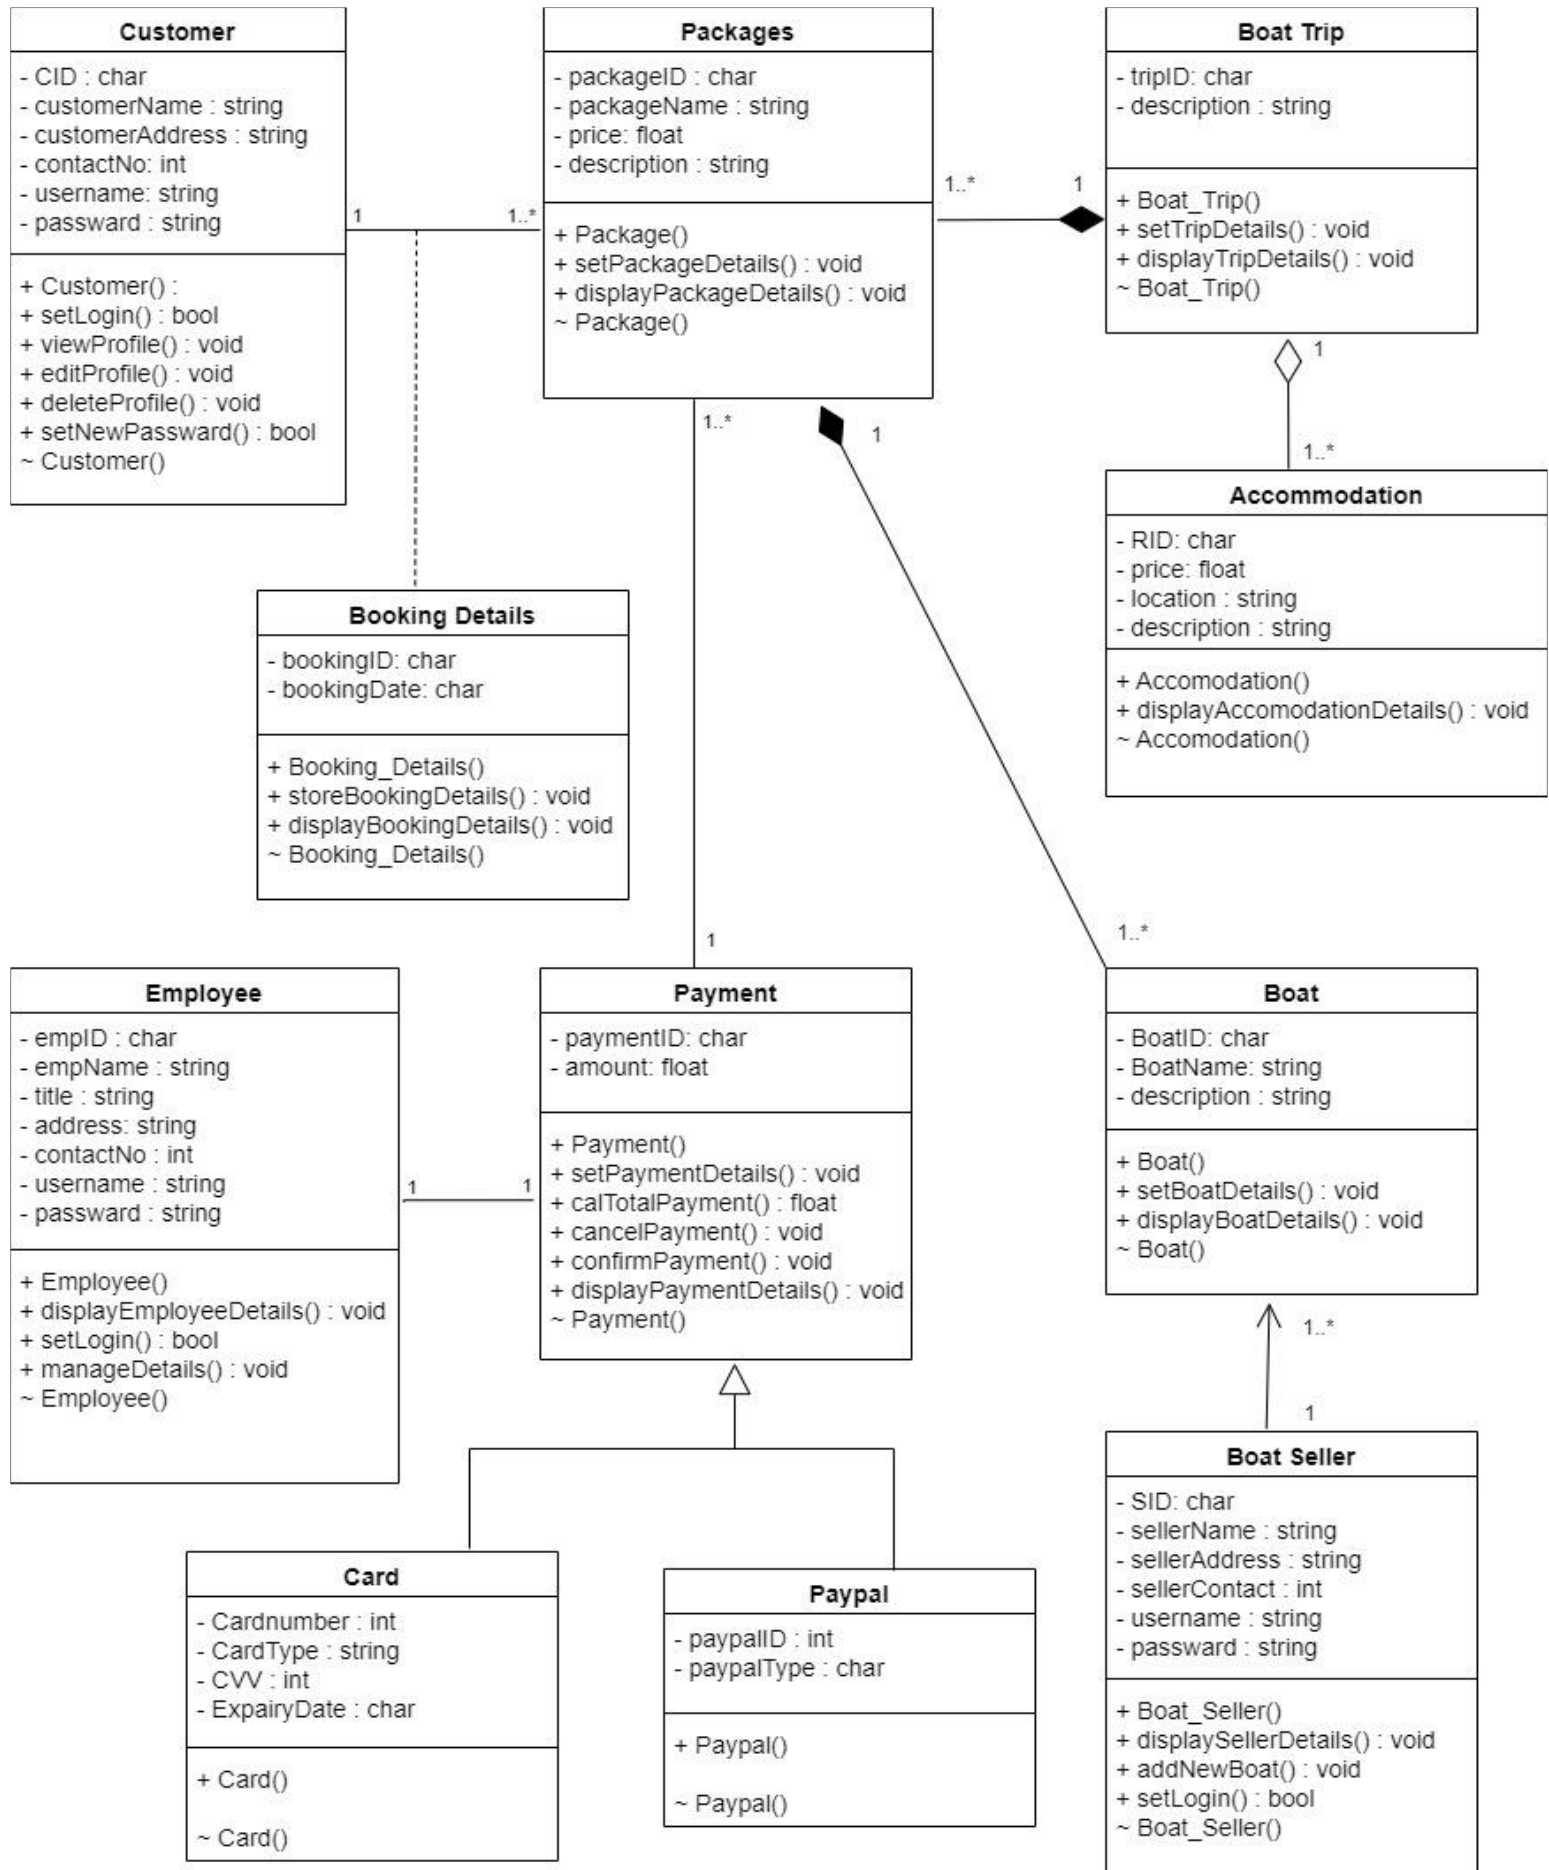 Customer
- CID : char
- customerName : string
- customerAddress : string
- contactNo: int
- username: string
- passward : string
+ Customer() :
+ setLogin() : bool
+ viewProfile() : void
+ editProfile() : void
+ deleteProfile() : void
+ setNewPassward() : bool
~ Customer()
1
1..*
Packages
- packageID : char
- packageName : string
- price: float
- description : string
+ Package()
+ setPackageDetails() : void
+ displayPackageDetails() : void
~ Package()
1..*
1
Boat Trip
- tripID: char
- description : string
+ Boat_Trip()
+ setTripDetails() : void
+ displayTripDetails() : void
~ Boat_Trip()
1
1..*
1..*
1
Accommodation
- RID: char
- price: float
- location : string
- description : string
+ Accomodation()
+ displayAccomodationDetails() : void
~ Accomodation()
Booking Details
- bookingID: char
- bookingDate: char
+ Booking_Details()
+ storeBookingDetails() : void
+ displayBookingDetails() : void
~ Booking_Details()
1
1..*
Employee
- empID : char
- empName : string
- title : string
- address: string
- contactNo : int
- username : string
- passward : string
+ Employee()
+ displayEmployeeDetails() : void
+ setLogin() : bool
+ manageDetails() : void
~ Employee()
1
1
Payment
- paymentID: char
- amount: float
+ Payment()
+ setPaymentDetails() : void
+ calTotalPayment() : float
+ cancelPayment() : void
+ confirmPayment() : void
+ displayPaymentDetails() : void
~ Payment()
Boat
- BoatID: char
- BoatName: string
- description : string
+ Boat()
+ setBoatDetails() : void
+ displayBoatDetails() : void
~ Boat()
1..*
1
Boat Seller
- SID: char
- sellerName : string
- sellerAddress : string
- sellerContact : int
- username : string
- passward : string
+ Boat_Seller()
+ displaySellerDetails() : void
+ addNewBoat() : void
+ setLogin() : bool
~ Boat_Seller()
Card
- Cardnumber : int
- CardType : string
- CVV : int
- ExpairyDate : char
+ Card()
~ Card()
Paypal
- paypalID : int
- paypalType : char
+ Paypal()
~ Paypal()